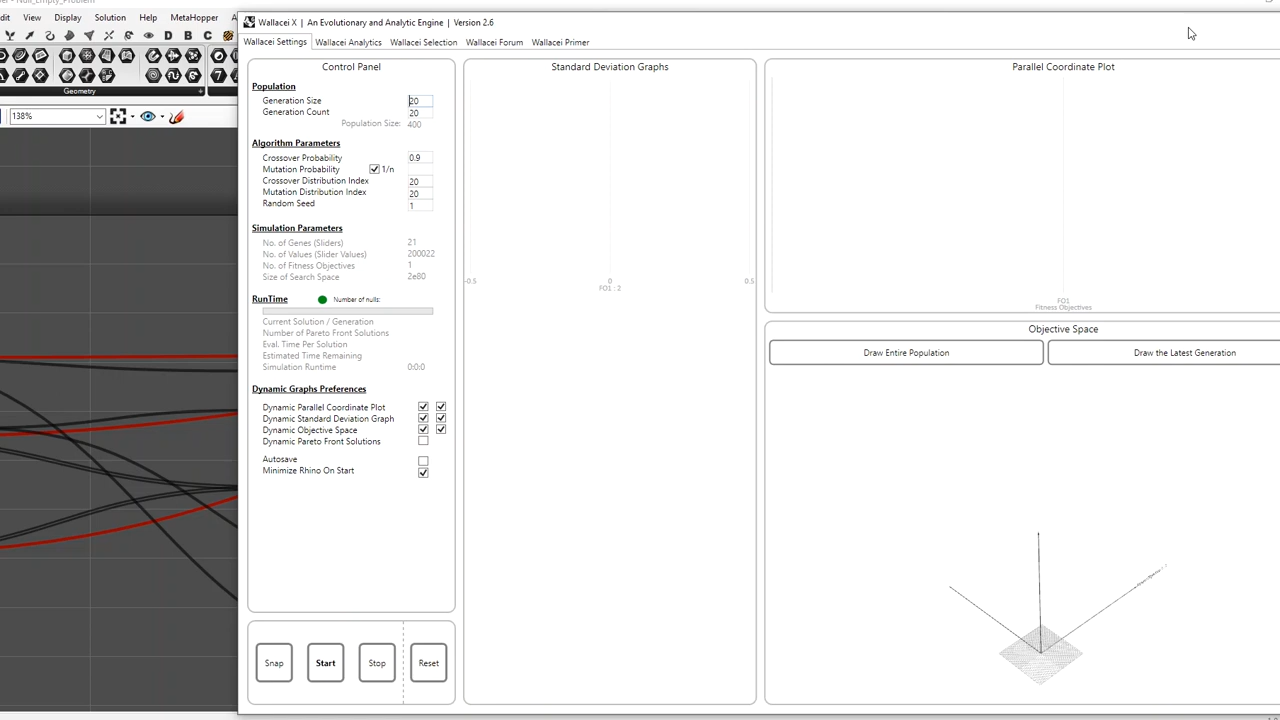 Null_Empty_Problem
dit View Display Solution Help MetaHopper A
D B C
Geometry
138%
Wallacei X | An Evolutionary and Analytic Engine | Version 2.6
Wallacei Settings Wallacei Analytics Wallacei Selection Wallacei Forum Wallacei Primer
Control Panel
Population
Generation Size 20
Generation Count 20
Population Size: 400
Algorithm Parameters
Crossover Probability 0.9
Mutation Probability 1/n
Crossover Distribution Index 20
Mutation Distribution Index 20
Random Seed 1
Simulation Parameters
No. of Genes (Sliders) 21
No. of Values (Slider Values) 200022
No. of Fitness Objectives 1
Size of Search Space 2e80
RunTime Number of nulls:
Current Solution / Generation
Number of Pareto Front Solutions
Eval. Time Per Solution
Estimated Time Remaining
Simulation Runtime 0:0:0
Dynamic Graphs Preferences
Dynamic Parallel Coordinate Plot
Dynamic Standard Deviation Graph
Dynamic Objective Space
Dynamic Pareto Front Solutions
Autosave
Minimize Rhino On Start
Snap Start Stop Reset
Standard Deviation Graphs
-0.5 0 0.5
FO1 : 2
Parallel Coordinate Plot
FO1
Fitness Objectives
Objective Space
Draw Entire Population Draw the Latest Generation